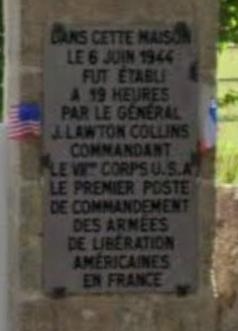 DANS CETTE MAISON
LE 6 JUIN 1944
FUT ÉTABLI
A 19 HEURES
PAR LE GÉNÉRAL
J. LAWTON COLLINS
COMMANDANT
LE VIIème CORPS U.S.A
LE PREMIER POSTE
DE COMMANDEMENT
DES ARMÉES
DE LIBÉRATION
AMÉRICAINES
EN FRANCE